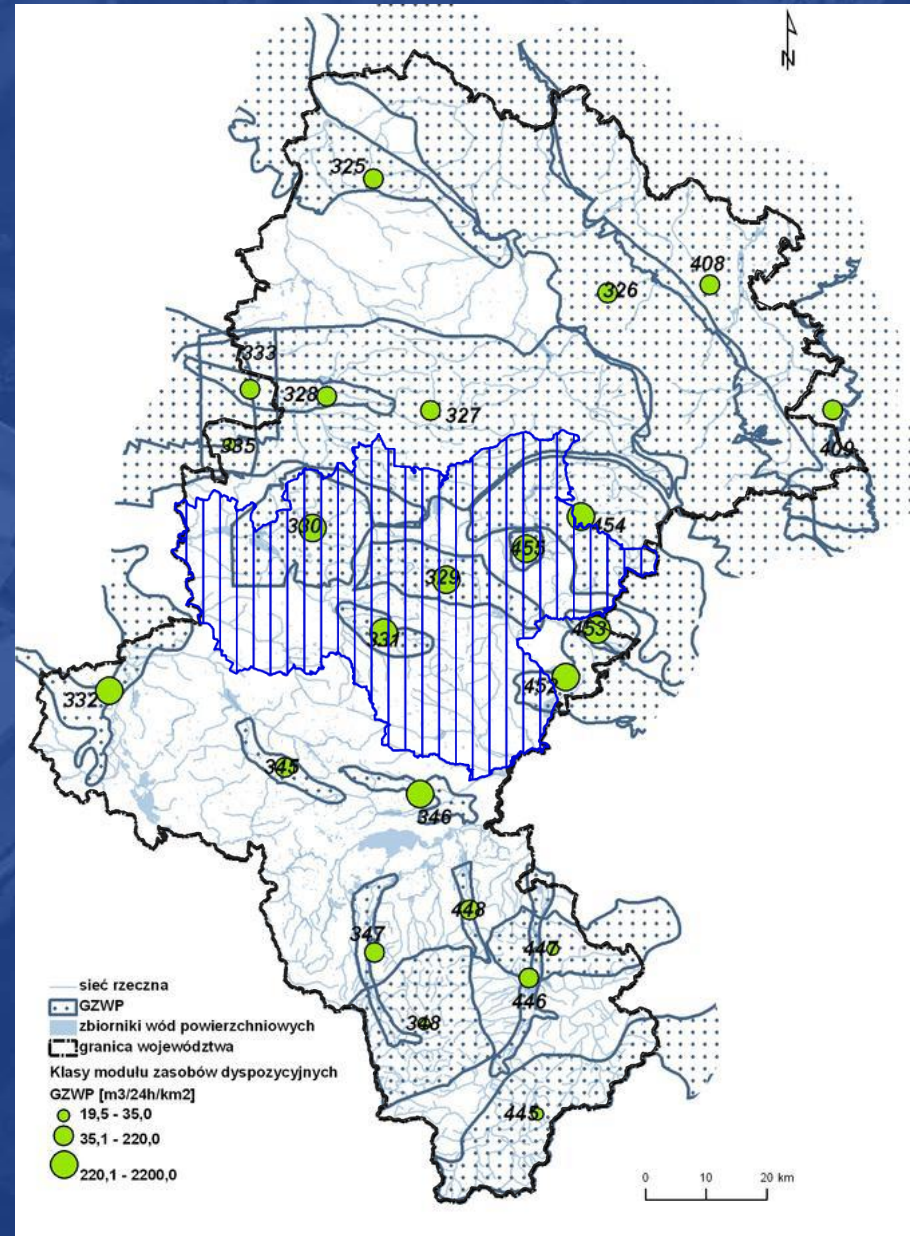 N
325
408
326
333
328
327
335
409
330
454
455
329
331
453
452
332
345
346
448
347
447
446
348
445
sieć rzeczna
GZWP
zbiorniki wód powierzchniowych
granica województwa
Klasy modułu zasobów dyspozycyjnych
GZWP [m3/24h/km2]
19,5 - 35,0
35,1 - 220,0
220,1 - 2200,0
0 10 20 km